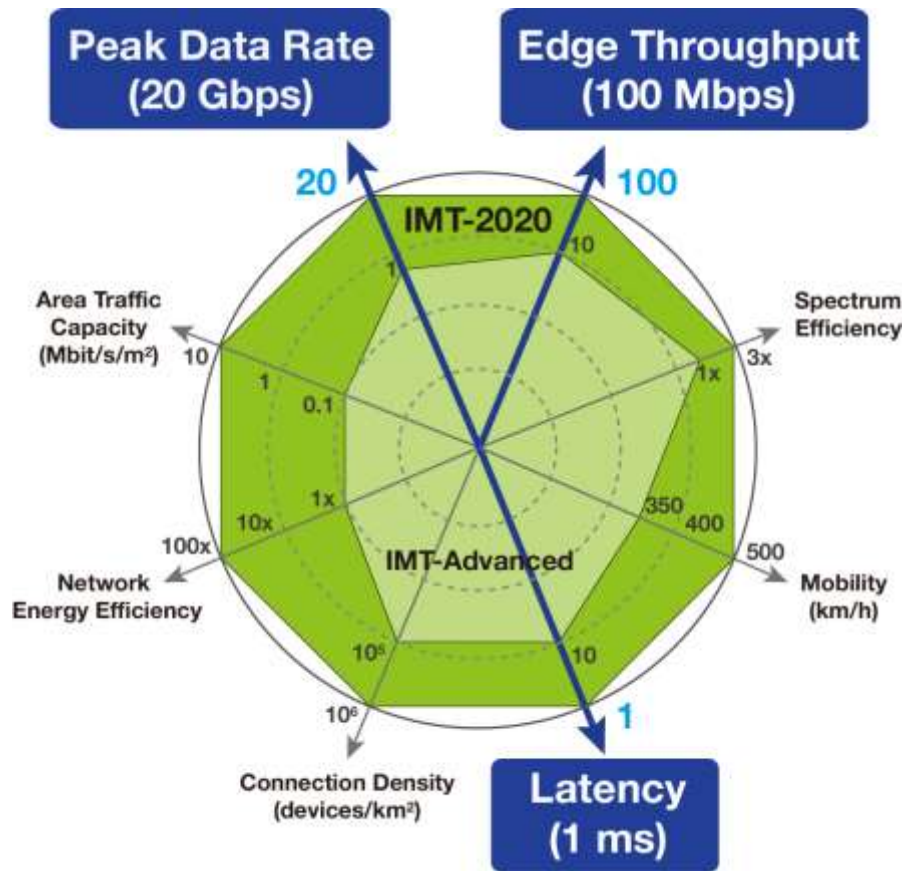 Peak Data Rate
(20 Gbps)
Edge Throughput
(100 Mbps)
20
100
IMT-2020
1
10
Area Traffic
Capacity
(Mbit/s/m²)
Spectrum
Efficiency
10
1
0.1
1x
3x
1x
10x
100x
350
400
500
Network
Energy Efficiency
IMT-Advanced
Mobility
(km/h)
10⁵
10
10⁶
1
Connection Density
(devices/km²)
Latency
(1 ms)